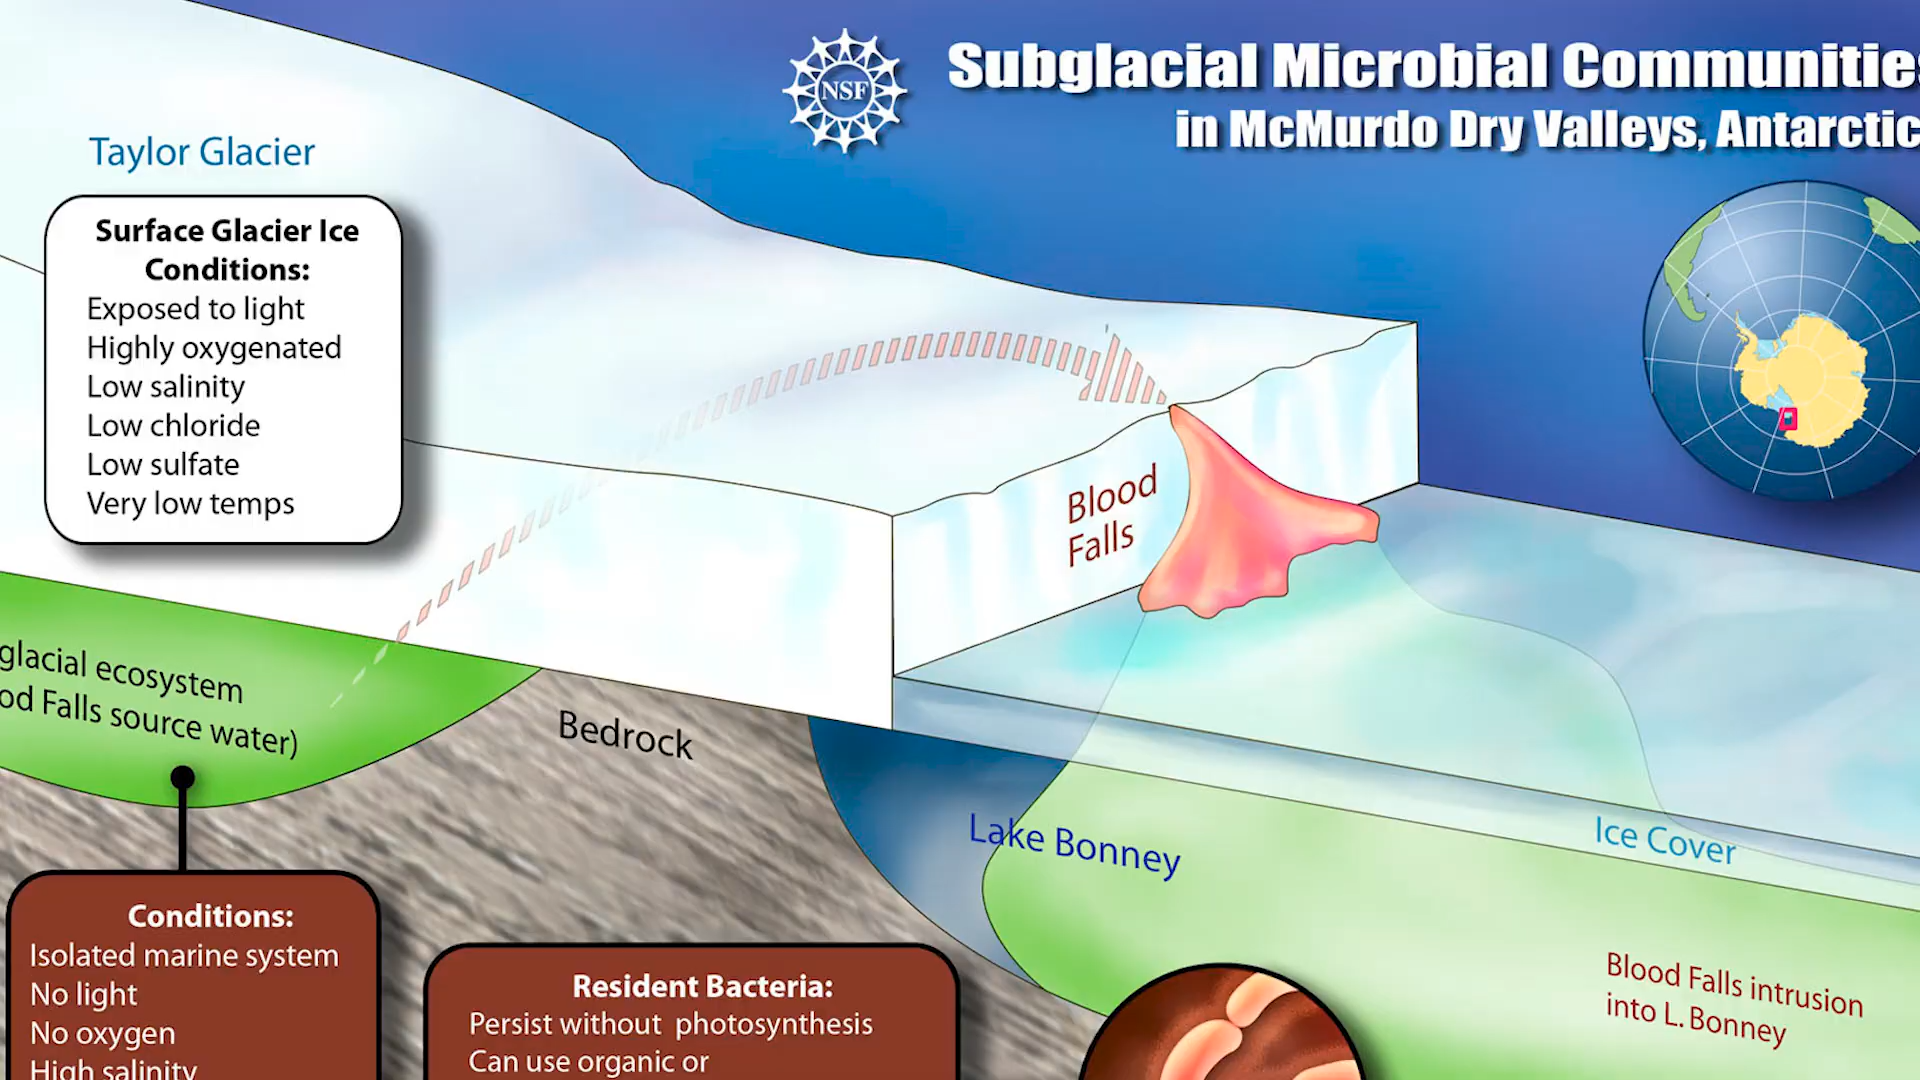 NSF
Subglacial Microbial Communities
in McMurdo Dry Valleys, Antarctic
Taylor Glacier
Surface Glacier Ice
Conditions:
Exposed to light
Highly oxygenated
Low salinity
Low chloride
Low sulfate
Very low temps
Blood
Falls
glacial ecosystem
od Falls source water)
Bedrock
Lake Bonney
Ice Cover
Blood Falls intrusion
into L. Bonney
Conditions:
Isolated marine system
No light
No oxygen
High salinity
Resident Bacteria:
Persist without photosynthesis
Can use organic or